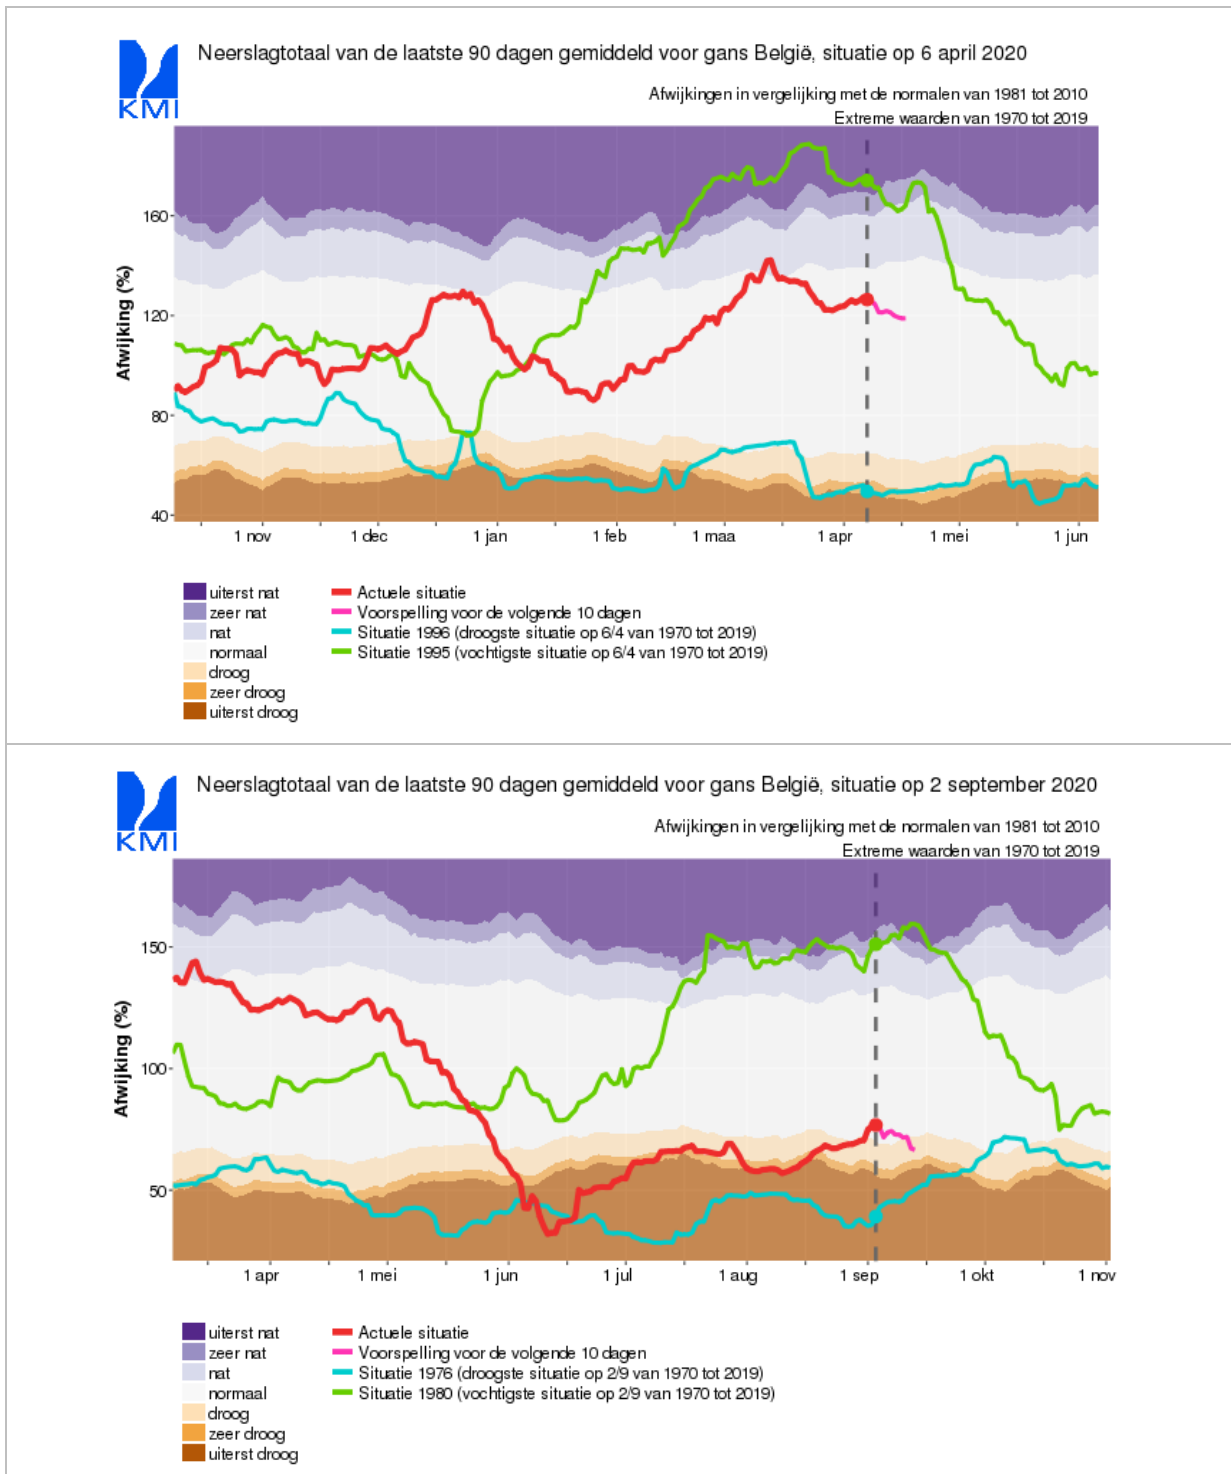 KMI
Neerslagtotaal van de laatste 90 dagen gemiddeld voor gans België, situatie op 6 april 2020
Afwijkingen in vergelijking met de normalen van 1981 tot 2010
Extreme waarden van 1970 tot 2019
Afwijking (%)
160
120
80
40
1 nov 1 dec 1 jan 1 feb 1 maa 1 apr 1 mei 1 jun
uiterst nat
zeer nat
nat
normaal
droog
zeer droog
uiterst droog
Actuele situatie
Voorspelling voor de volgende 10 dagen
Situatie 1996 (droogste situatie op 6/4 van 1970 tot 2019)
Situatie 1995 (vochtigste situatie op 6/4 van 1970 tot 2019)
KMI
Neerslagtotaal van de laatste 90 dagen gemiddeld voor gans België, situatie op 2 september 2020
Afwijkingen in vergelijking met de normalen van 1981 tot 2010
Extreme waarden van 1970 tot 2019
Afwijking (%)
150
100
50
1 apr 1 mei 1 jun 1 jul 1 aug 1 sep 1 okt 1 nov
uiterst nat
zeer nat
nat
normaal
droog
zeer droog
uiterst droog
Actuele situatie
Voorspelling voor de volgende 10 dagen
Situatie 1976 (droogste situatie op 2/9 van 1970 tot 2019)
Situatie 1980 (vochtigste situatie op 2/9 van 1970 tot 2019)